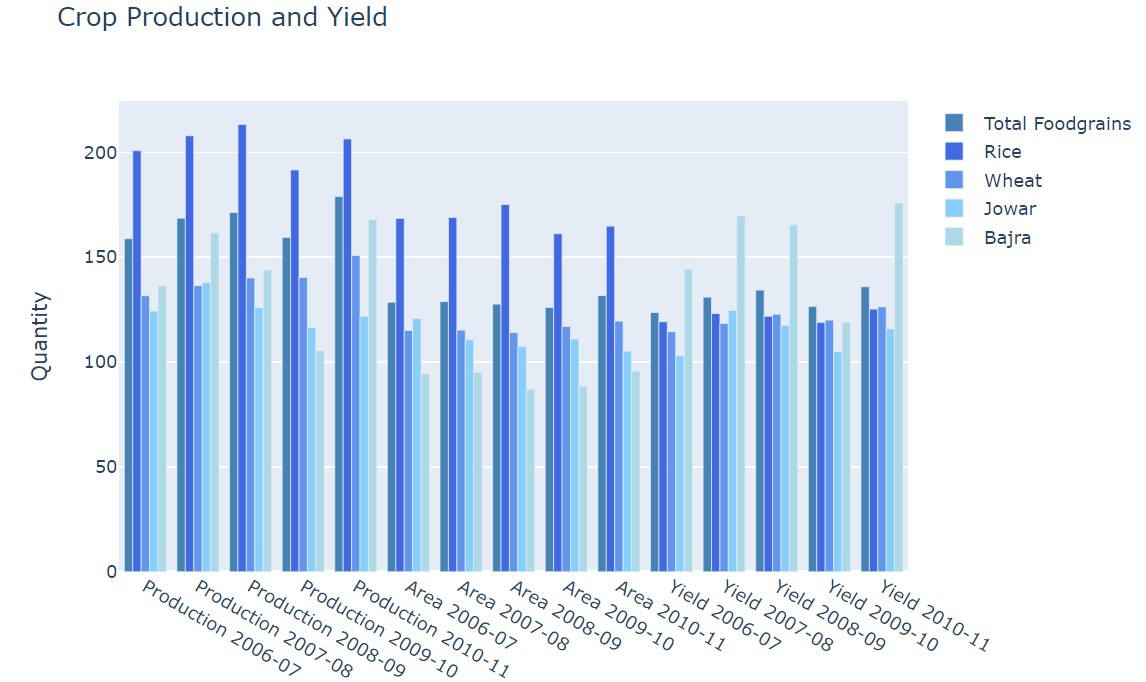 Crop Production and Yield
Total Foodgrains
Rice
Wheat
Jowar
Bajra
Quantity
200
150
100
50
0
Production 2006-07
Production 2007-08
Production 2008-09
Production 2009-10
Production 2010-11
Area 2006-07
Area 2007-08
Area 2008-09
Area 2009-10
Area 2010-11
Yield 2006-07
Yield 2007-08
Yield 2008-09
Yield 2009-10
Yield 2010-11